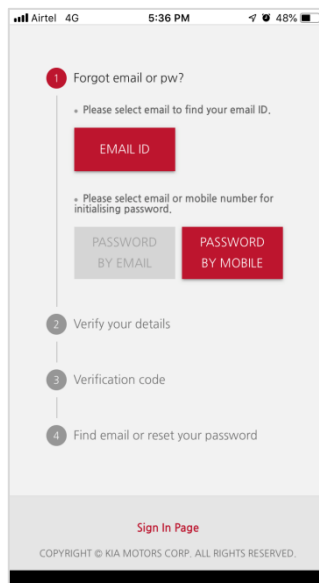 Airtel 4G 5:36 PM 48%
1 Forgot email or pw?
Please select email to find your email ID.
EMAIL ID
Please select email or mobile number for
initialising password.
PASSWORD
BY EMAIL
PASSWORD
BY MOBILE
2 Verify your details
3 Verification code
4 Find email or reset your password
Sign In Page
COPYRIGHT © KIA MOTORS CORP. ALL RIGHTS RESERVED.